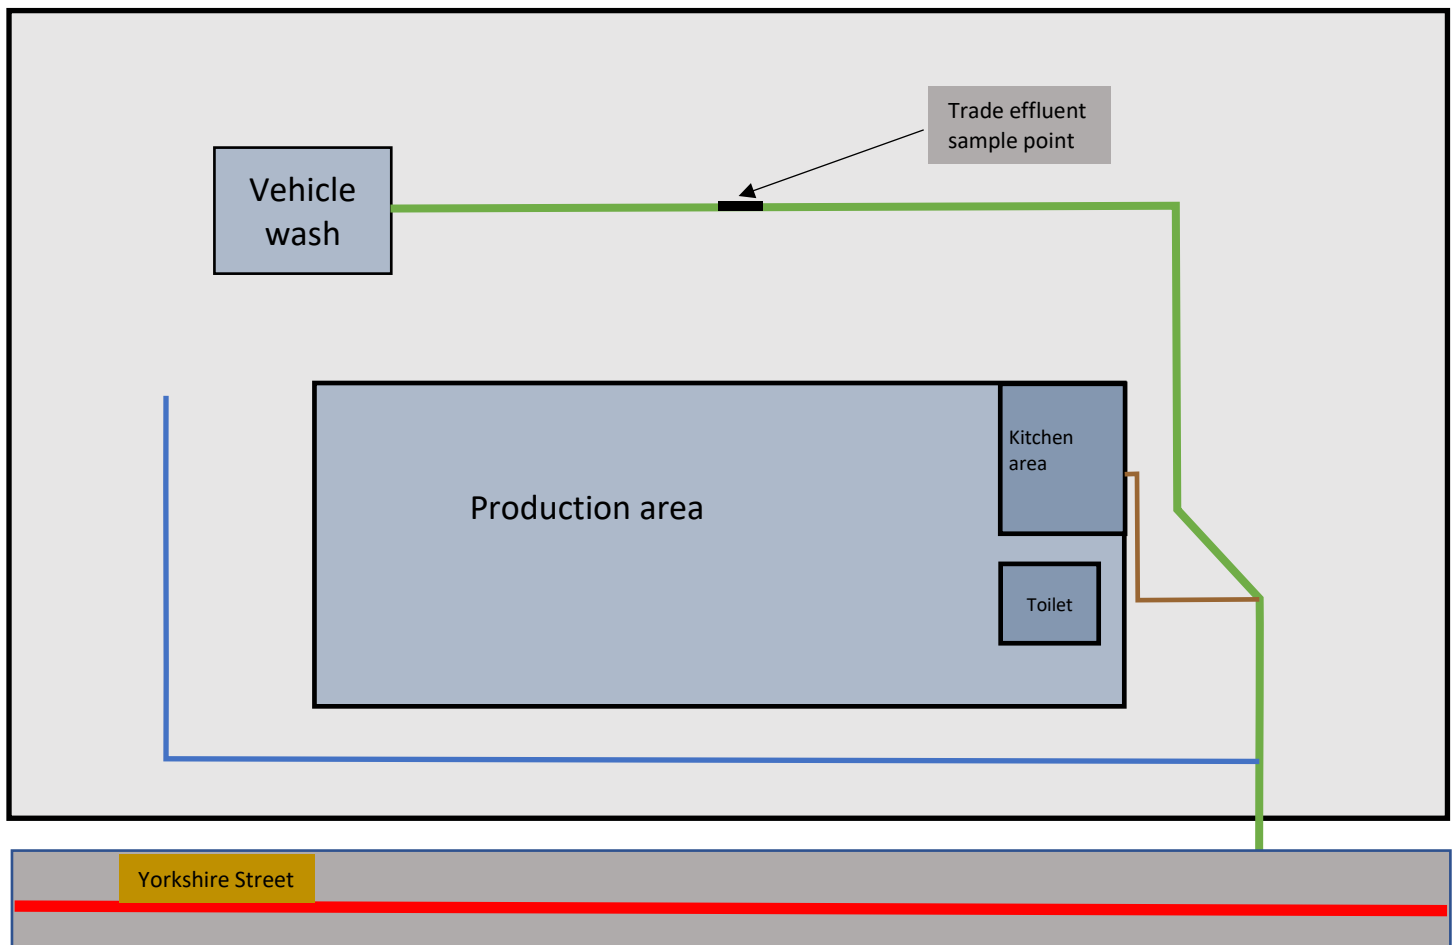 Trade effluent
sample point
Vehicle
wash
Kitchen
area
Production area
Toilet
Yorkshire Street